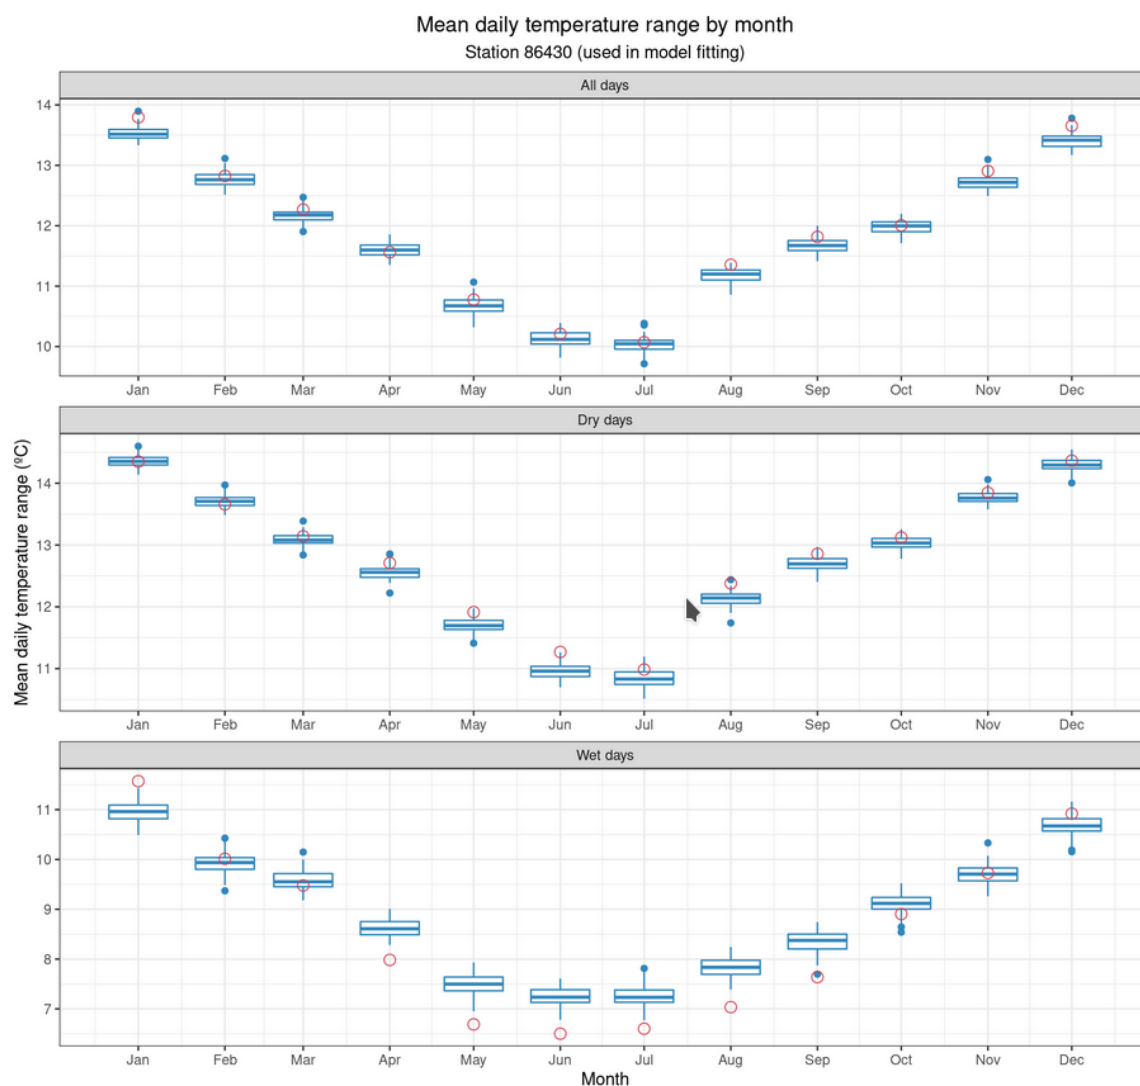 Mean daily temperature range by month
Station 86430 (used in model fitting)
All days
14
13
12
11
10
Jan Feb Mar Apr May Jun Jul Aug Sep Oct Nov Dec
Dry days
14
13
12
11
Jan Feb Mar Apr May Jun Jul Aug Sep Oct Nov Dec
Mean daily temperature range (ºC)
Wet days
11
10
9
8
7
Jan Feb Mar Apr May Jun Jul Aug Sep Oct Nov Dec
Month